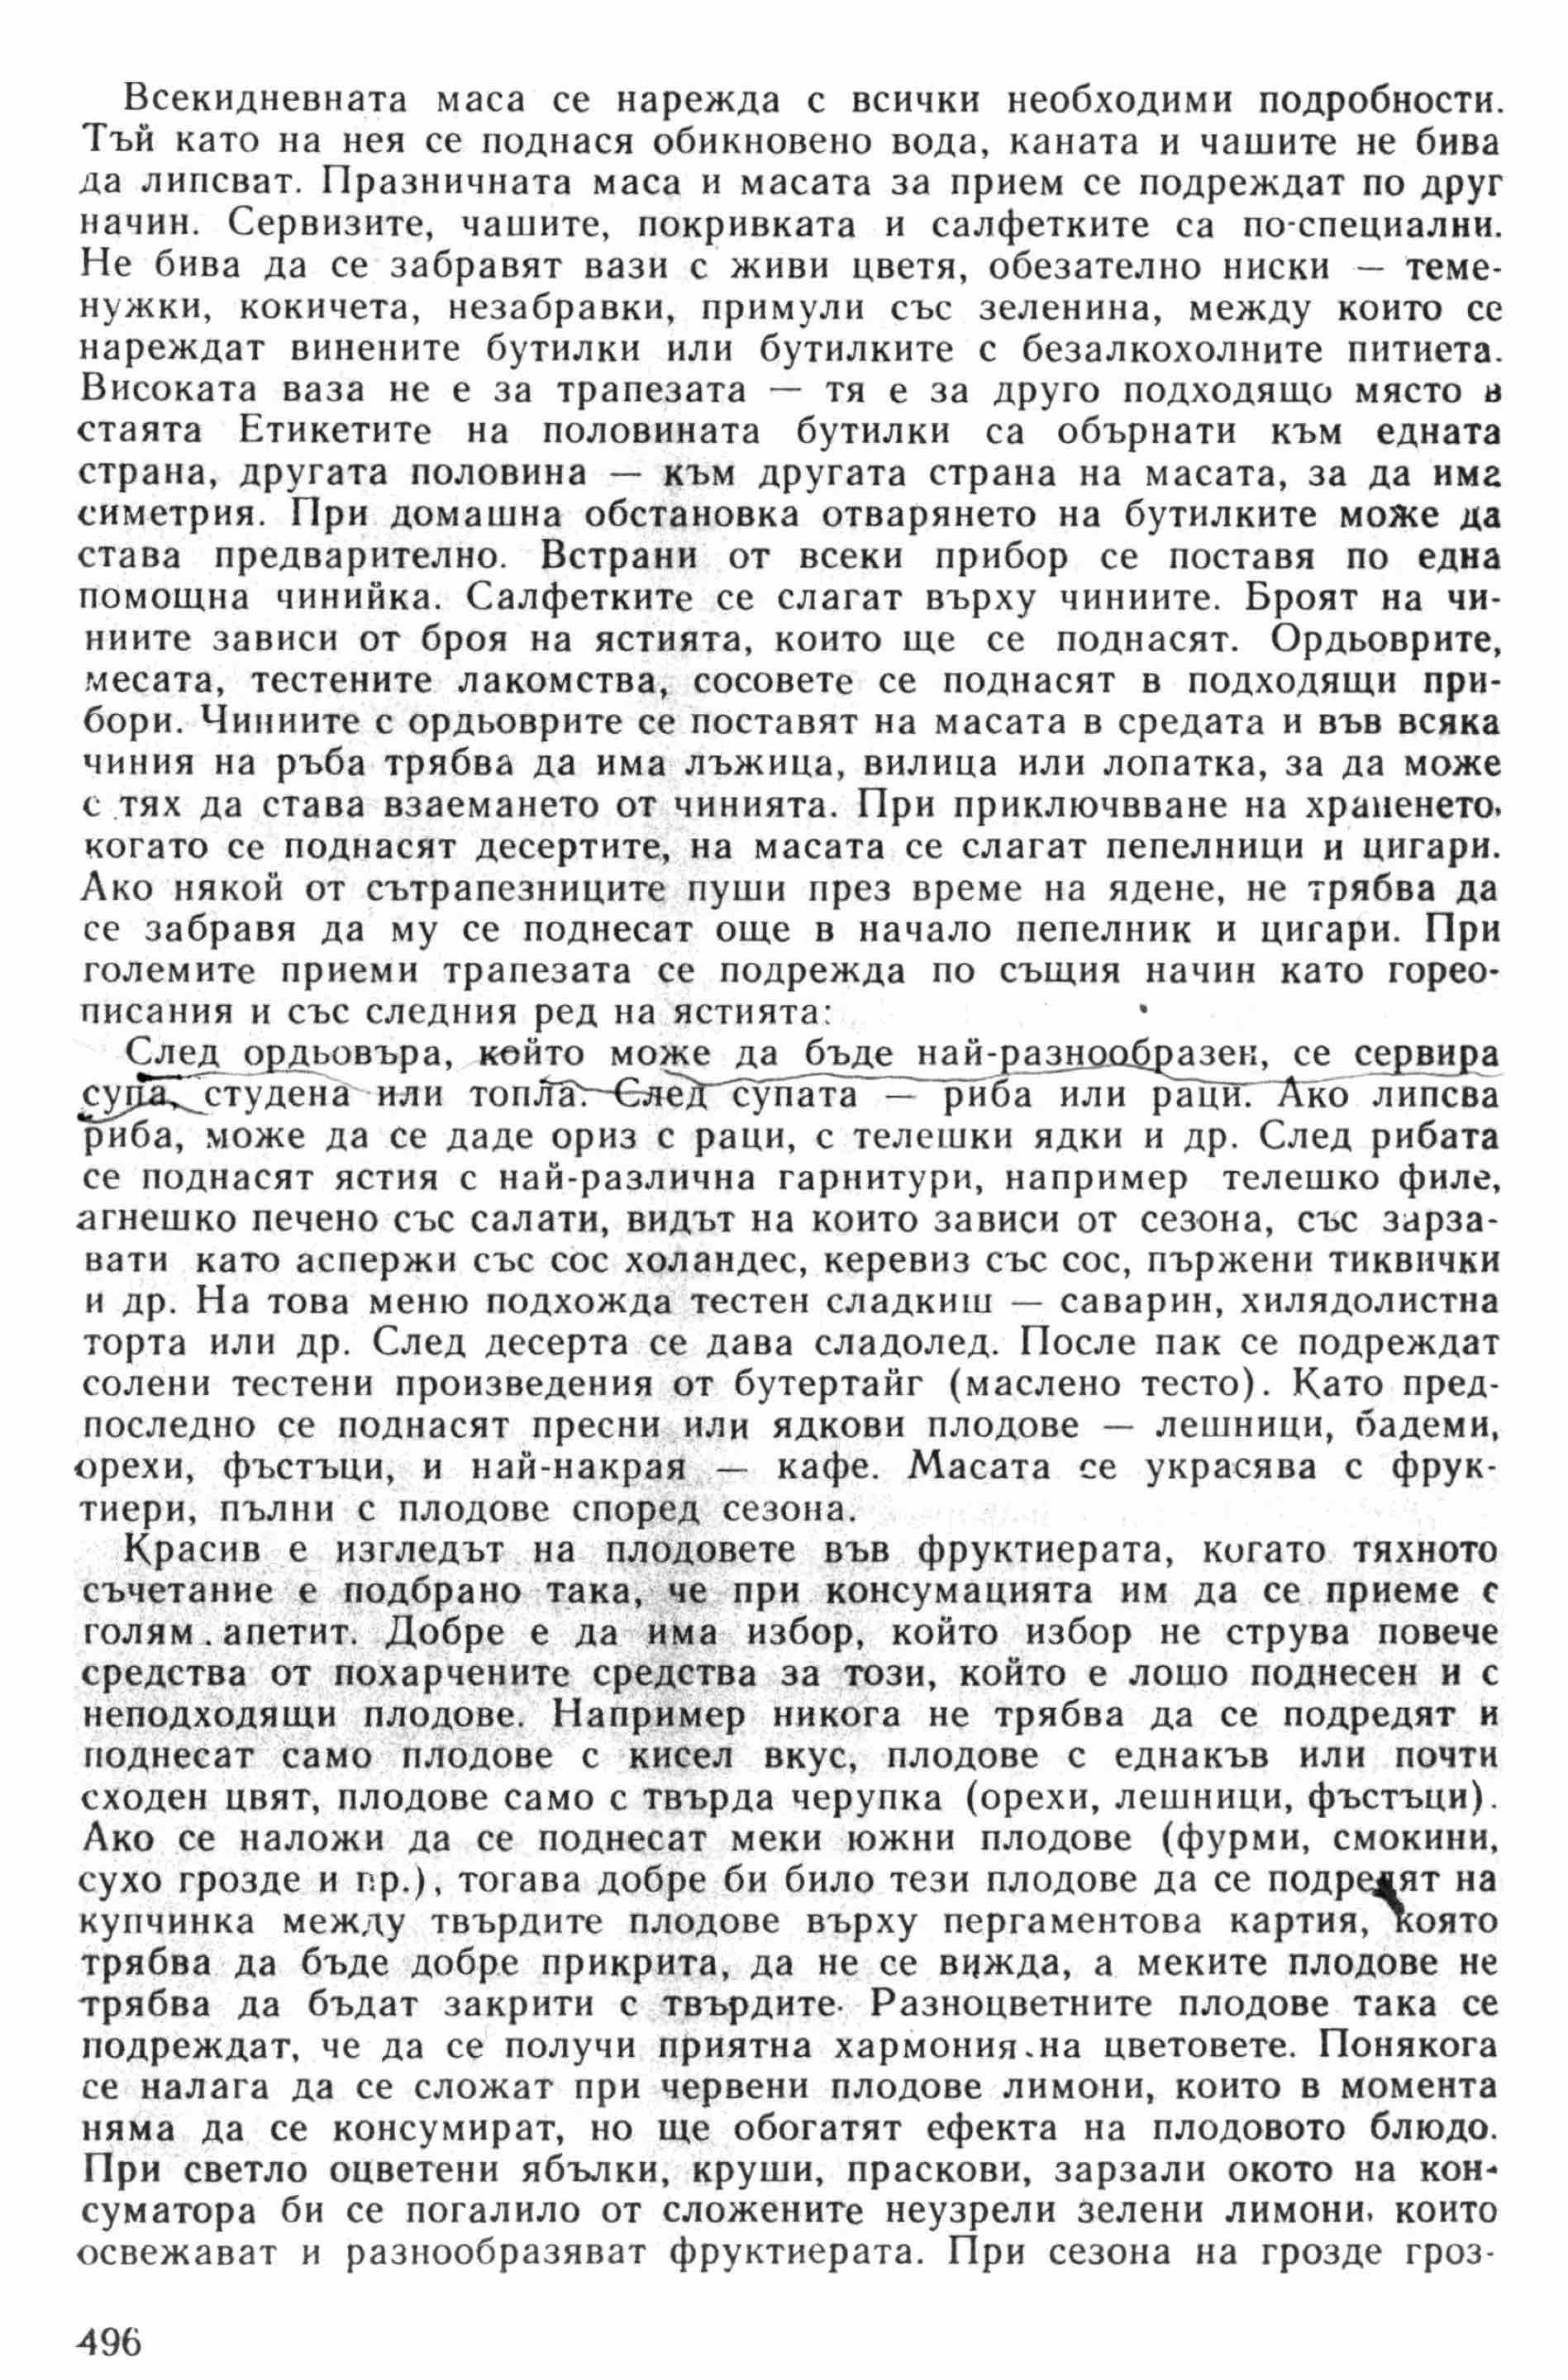 Всекидневната маса се нарежда с всички необходими подробности.
Тъй като на нея се поднася обикновено вода, каната и чашите не бива
да липсват. Празничната маса и масата за прием се подреждат по друг
начин. Сервизите, чашите, покривката и салфетките са по-специални.
Не бива да се забравят вази с живи цветя, обезателно ниски — теме-
нужки, кокичета, незабравки, примули със зеленина, между които се
нареждат винените бутилки или бутилките с безалкохолните питиета.
Високата ваза не е за трапезата — тя е за друго подходящо място в
стаята Етикетите на половината бутилки са обърнати към едната
страна, другата половина — към другата страна на масата, за да има
симетрия. При домашна обстановка отварянето на бутилките може да
става предварително. Встрани от всеки прибор се поставя по една
помощна чинийка. Салфетките се слагат върху чиниите. Броят на чи-
ниите зависи от броя на ястията, които ще се поднасят. Ордьоврите,
месата, тестените лакомства, сосовете се поднасят в подходящи при-
бори. Чиниите с ордьоврите се поставят на масата в средата и във всяка
чиния на ръба трябва да има лъжица, вилица или лопатка, за да може
с тях да става взаемането от чинията. При приключвване на храненето,
когато се поднасят десертите, на масата се слагат пепелници и цигари.
Ако някой от сътрапезниците пуши през време на ядене, не трябва да
се забравя да му се поднесат още в начало пепелник и цигари. При
големите приеми трапезата се подрежда по същия начин като горео-
писания и със следния ред на ястията:
След ордьовъра, който може да бъде най-разнообразен, се сервира
супа, студена или топла. След супата — риба или раци. Ако липсва
риба, може да се даде ориз с раци, с телешки ядки и др. След рибата
се поднасят ястия с най-различна гарнитури, например телешко филе,
агнешко печено със салати, видът на които зависи от сезона, със зарза-
вати като аспержи със сос холандес, керевиз със сос, пържени тиквички
и др. На това меню подхожда тестен сладкиш — саварин, хилядолистна
торта или др. След десерта се дава сладолед. После пак се подреждат
солени тестени произведения от бутертайг (маслено тесто). Като пред-
последно се поднасят пресни или ядкови плодове — лешници, бадеми,
орехи, фъстъци, и най-накрая — кафе. Масата се украсява с фрук-
тиери, пълни с плодове според сезона.
Красив е изгледът на плодовете във фруктиерата, когато тяхното
съчетание е подбрано така, че при консумацията им да се приеме с
голям апетит. Добре е да има избор, който избор не струва повече
средства от похарчените средства за този, който е лошо поднесен и с
неподходящи плодове. Например никога не трябва да се подредят и
поднесат само плодове с кисел вкус, плодове с еднакъв или почти
сходен цвят, плодове само с твърда черупка (орехи, лешници, фъстъци).
Ако се наложи да се поднесат меки южни плодове (фурми, смокини,
сухо грозде и пр.), тогава добре би било тези плодове да се подредят на
купчинка между твърдите плодове върху пергаментова картия, която
трябва да бъде добре прикрита, да не се вижда, а меките плодове не
трябва да бъдат закрити с твърдите. Разноцветните плодове така се
подреждат, че да се получи приятна хармония на цветовете. Понякога
се налага да се сложат при червени плодове лимони, които в момента
няма да се консумират, но ще обогатят ефекта на плодовото блюдо.
При светло оцветени ябълки, круши, праскови, зарзали окото на кон-
суматора би се погалило от сложените неузрели зелени лимони, които
освежават и разнообразяват фруктиерата. При сезона на грозде гроз-
496